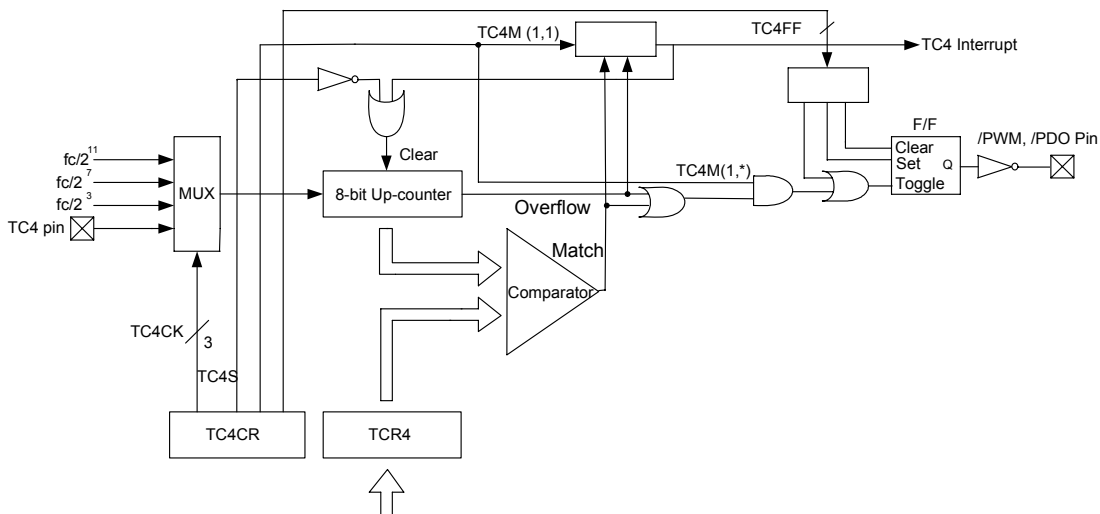 TC4M (1,1)
TC4FF
TC4 Interrupt
F/F
/PWM, /PDO Pin
Clear
Set
Q
Toggle
fc/2¹¹
fc/2⁷
fc/2³
TC4 pin
MUX
Clear
8-bit Up-counter
Overflow
TC4M(1,*)
Match
Comparator
TC4CK
3
TC4S
TC4CR
TCR4